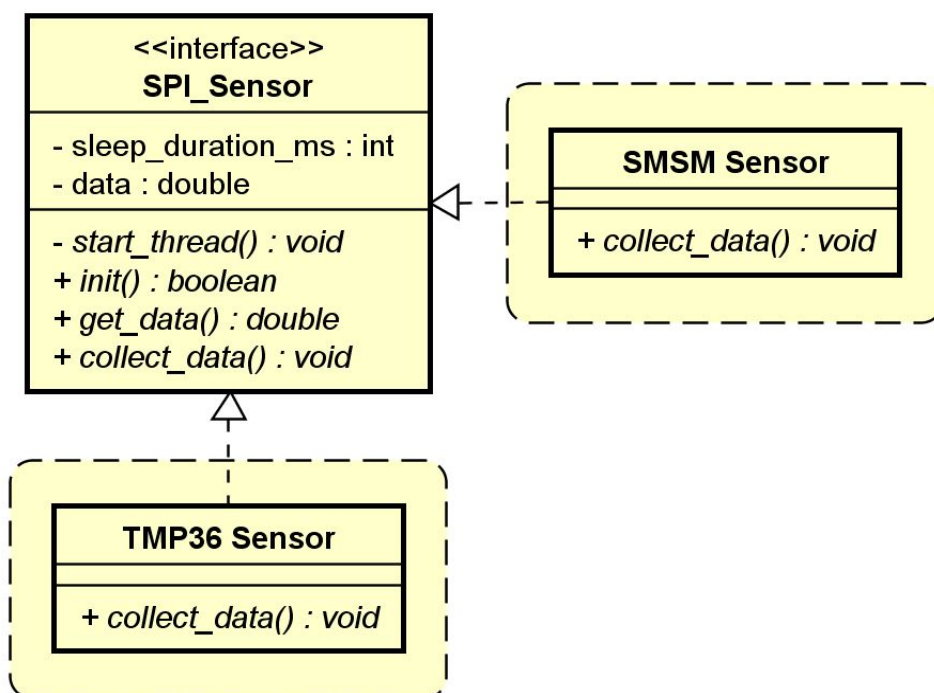 <<interface>>
SPI_Sensor
- sleep_duration_ms : int
- data : double
- start_thread() : void
+ init() : boolean
+ get_data() : double
+ collect_data() : void
SMSM Sensor
+ collect_data() : void
TMP36 Sensor
+ collect_data() : void